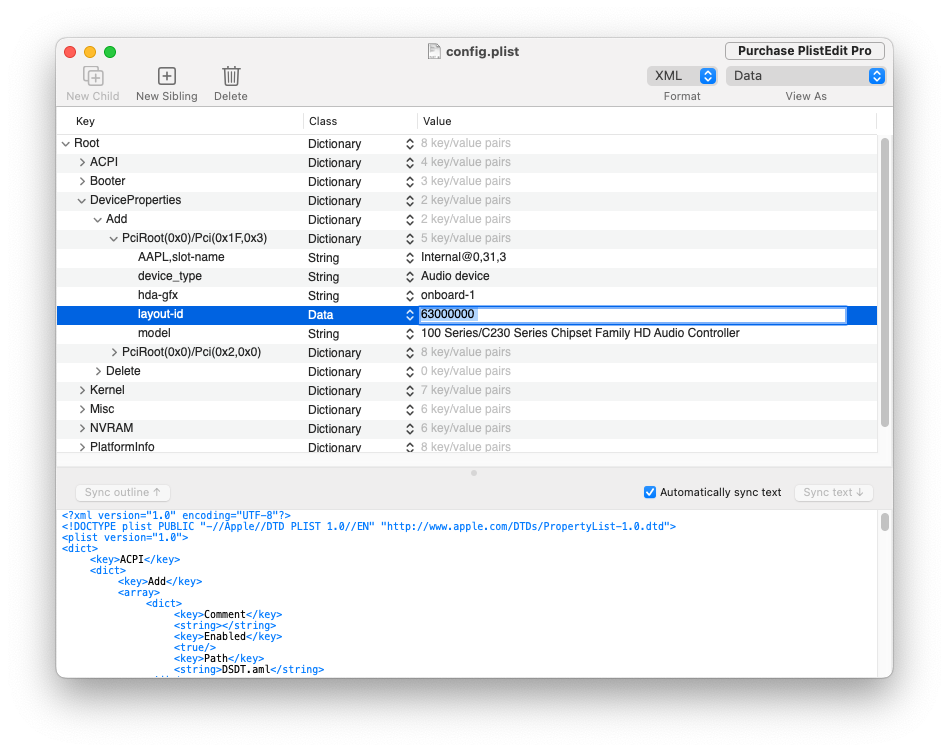 config.plist
Purchase PlistEdit Pro
New Child New Sibling Delete
XML Data
Format View As
Key Class Value
Root Dictionary 8 key/value pairs
ACPI Dictionary 4 key/value pairs
Booter Dictionary 3 key/value pairs
DeviceProperties Dictionary 2 key/value pairs
Add Dictionary 2 key/value pairs
PciRoot(0x0)/Pci(0x1F,0x3) Dictionary 5 key/value pairs
AAPL,slot-name String Internal@0,31,3
device_type String Audio device
hda-gfx String onboard-1
layout-id Data 63000000
model String 100 Series/C230 Series Chipset Family HD Audio Controller
PciRoot(0x0)/Pci(0x2,0x0) Dictionary 8 key/value pairs
Delete Dictionary 0 key/value pairs
Kernel Dictionary 7 key/value pairs
Misc Dictionary 6 key/value pairs
NVRAM Dictionary 6 key/value pairs
PlatformInfo Dictionary 8 key/value pairs
Sync outline ↑ Automatically sync text Sync text ↓
<?xml version="1.0" encoding="UTF-8"?>
<!DOCTYPE plist PUBLIC "-//Apple//DTD PLIST 1.0//EN" "http://www.apple.com/DTDs/PropertyList-1.0.dtd">
<plist version="1.0">
<dict>
<key>ACPI</key>
<dict>
<key>Add</key>
<array>
<dict>
<key>Comment</key>
<string></string>
<key>Enabled</key>
<true/>
<key>Path</key>
<string>DSDT.aml</string>